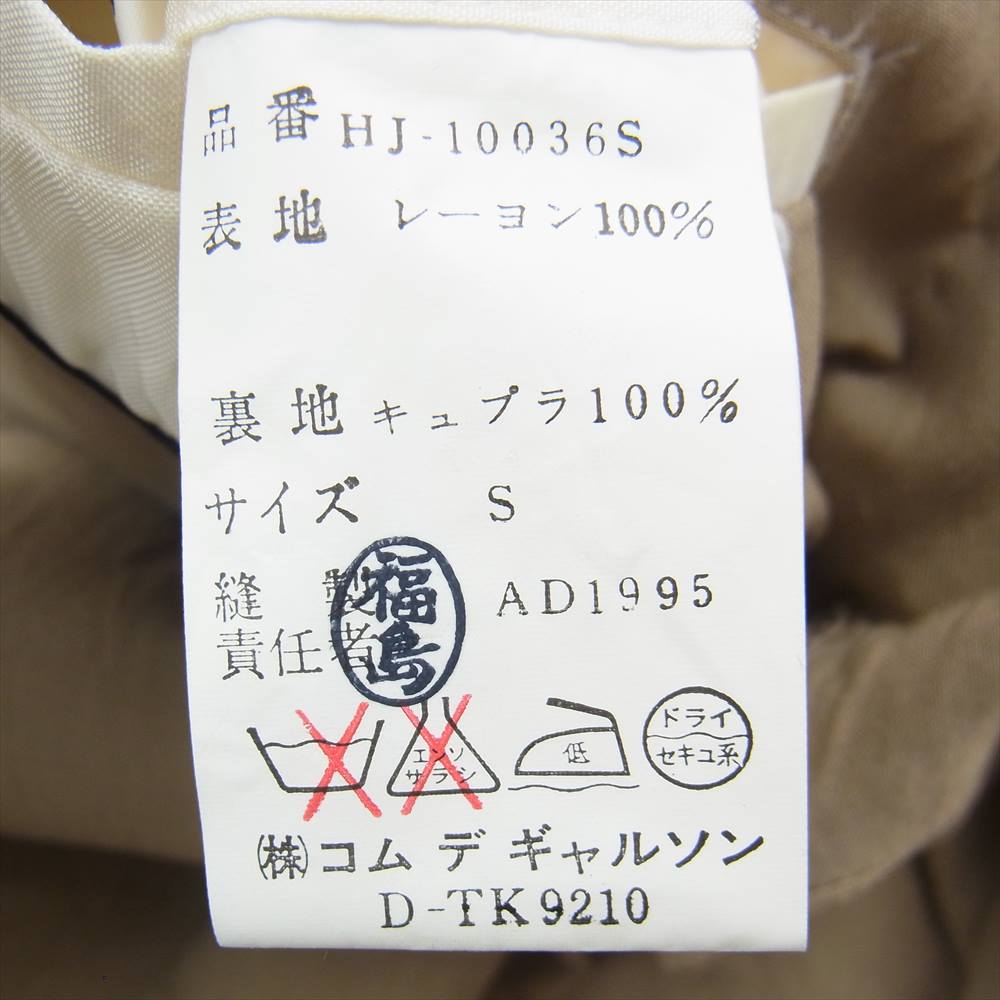 品番 HJ-10036S
表地 レーヨン100%
裏地 キュプラ100%
サイズ S
縫製 AD1995
責任者 福島
エンソサラシ 低 ドライ
セキユ系
(株)コム デ ギャルソン
D-TK9210